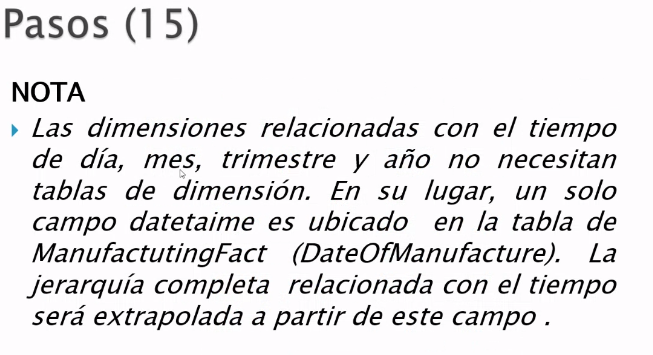 Pasos (15)
NOTA
Las dimensiones relacionadas con el tiempo
de día, mes, trimestre y año no necesitan
tablas de dimensión. En su lugar, un solo
campo datetaime es ubicado en la tabla de
ManufactutingFact (DateOfManufacture). La
jerarquía completa relacionada con el tiempo
será extrapolada a partir de este campo .